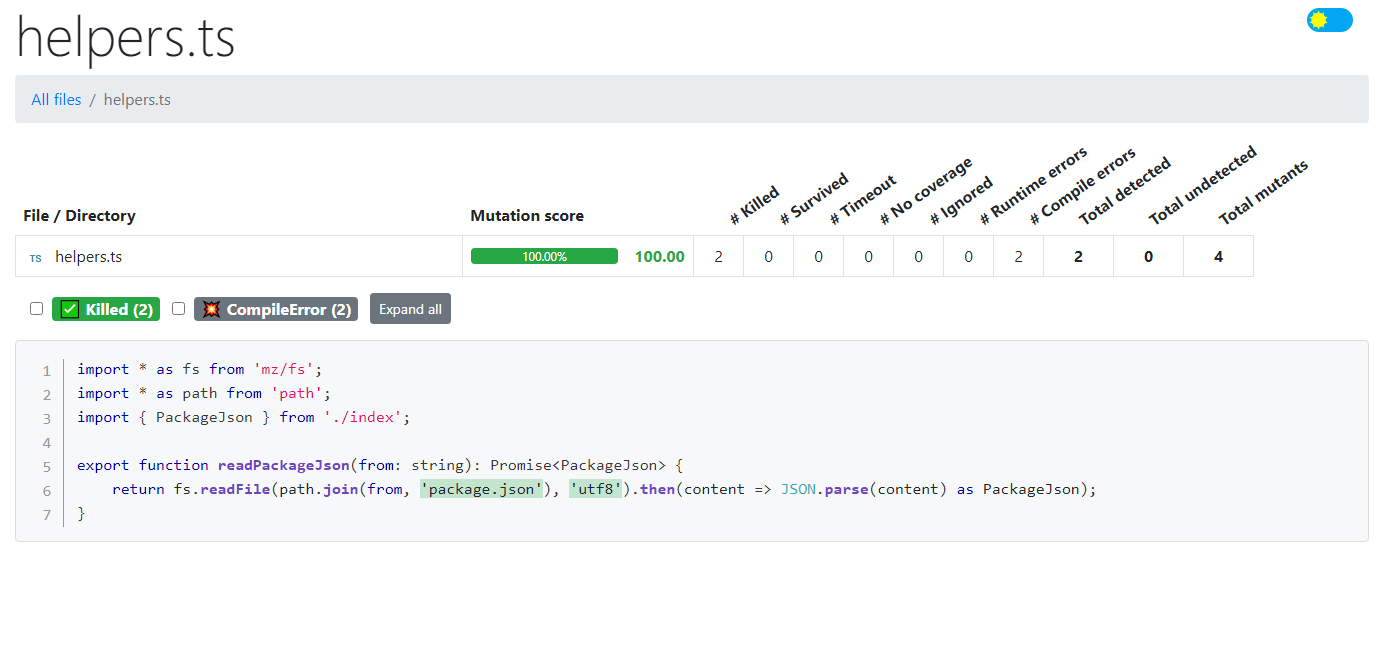 helpers.ts
All files / helpers.ts
File / Directory Mutation score # Killed # Survived # Timeout # No coverage # Ignored # Runtime errors # Compile errors Total detected Total undetected Total mutants
TS helpers.ts 100.00% 100.00 2 0 0 0 0 0 2 2 0 4
Killed (2) CompileError (2) Expand all
1 import * as fs from 'mz/fs';
2 import * as path from 'path';
3 import { PackageJson } from './index';
4
5 export function readPackageJson(from: string): Promise<PackageJson> {
6 return fs.readFile(path.join(from, 'package.json'), 'utf8').then(content => JSON.parse(content) as PackageJson);
7 }